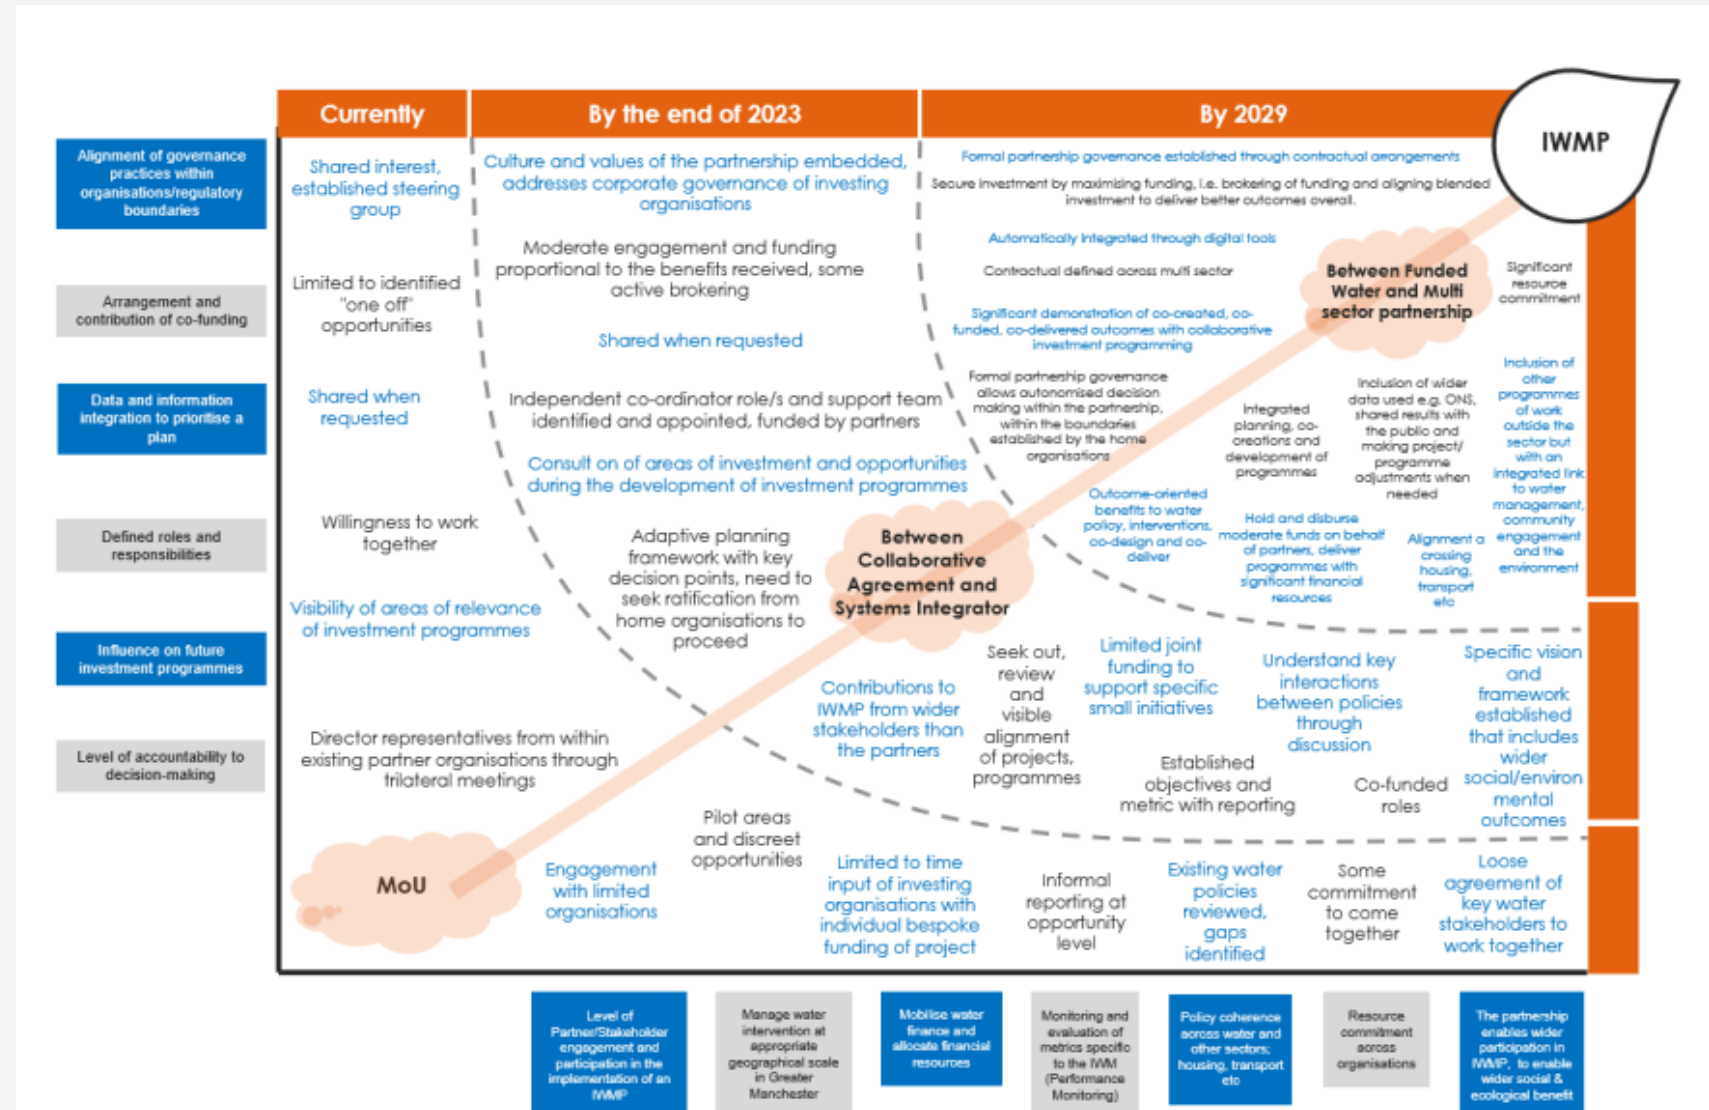 Currently
By the end of 2023
By 2029
IWMP
Alignment of governance
practices within
organisations/regulatory
boundaries
Arrangement and
contribution of co-funding
Data and information
integration to prioritise a
plan
Defined roles and
responsibilities
Influence on future
investment programmes
Level of accountability to
decision-making
Shared interest,
established steering
group
Limited to identified
"one off"
opportunities
Shared when
requested
Willingness to work
together
Visibility of areas of relevance
of investment programmes
Director representatives from within
existing partner organisations through
trilateral meetings
MoU
Culture and values of the partnership embedded,
addresses corporate governance of investing
organisations
Moderate engagement and funding
proportional to the benefits received, some
active brokering
Shared when requested
Independent co-ordinator role/s and support team
identified and appointed, funded by partners
Consult on of areas of investment and opportunities
during the development of investment programmes
Adaptive planning
framework with key
decision points, need to
seek ratification from
home organisations to
proceed
Between
Collaborative
Agreement and
Systems Integrator
Formal partnership governance established through contractual arrangements
Secure investment by maximising funding, i.e. brokering of funding and aligning blended
investment to deliver better outcomes overall.
Automatically integrated through digital tools
Contractual defined across multi sector
Significant demonstration of co-created, co-
funded, co-delivered outcomes with collaborative
investment programming
Formal partnership governance
allows autonomised decision
making within the partnership,
within the boundaries
established by the home
organisations
Between Funded
Water and Multi
sector partnership
Significant
resource
commitment
Integrated
planning, co-
creations and
development of
programmes
Inclusion of wider
data used e.g. ONS,
shared results with
the public and
making project/
programme
adjustments when
needed
Inclusion of
other
programmes
of work
outside the
sector but
with an
integrated link
to water
management,
community
engagement
and the
environment
Outcome-oriented
benefits to water
policy, interventions,
co-design and co-
deliver
Hold and disburse
moderate funds on behalf
of partners, deliver
programmes with
significant financial
resources
Alignment a
crossing
housing,
transport
etc
Contributions to
IWMP from wider
stakeholders than
the partners
Seek out,
review
and
visible
alignment
of projects,
programmes
Limited joint
funding to
support specific
small initiatives
Established
objectives and
metric with reporting
Understand key
interactions
between policies
through
discussion
Co-funded
roles
Specific vision
and
framework
established
that includes
wider
social/environ
mental
outcomes
Engagement
with limited
organisations
Pilot areas
and discreet
opportunities
Limited to time
input of investing
organisations with
individual bespoke
funding of project
Informal
reporting at
opportunity
level
Existing water
policies
reviewed,
gaps
identified
Some
commitment
to come
together
Loose
agreement of
key water
stakeholders to
work together
Level of
Partner/Stakeholder
engagement and
participation in the
implementation of an
IWMP
Manage water
intervention at
appropriate
geographical scale
in Greater
Manchester
Mobilise water
finance and
allocate financial
resources
Monitoring and
evaluation of
metrics specific
to the IWM
(Performance
Monitoring)
Policy coherence
across water and
other sectors;
housing, transport
etc
Resource
commitment
across
organisations
The partnership
enables wider
participation in
IWMP, to enable
wider social &
ecological benefit